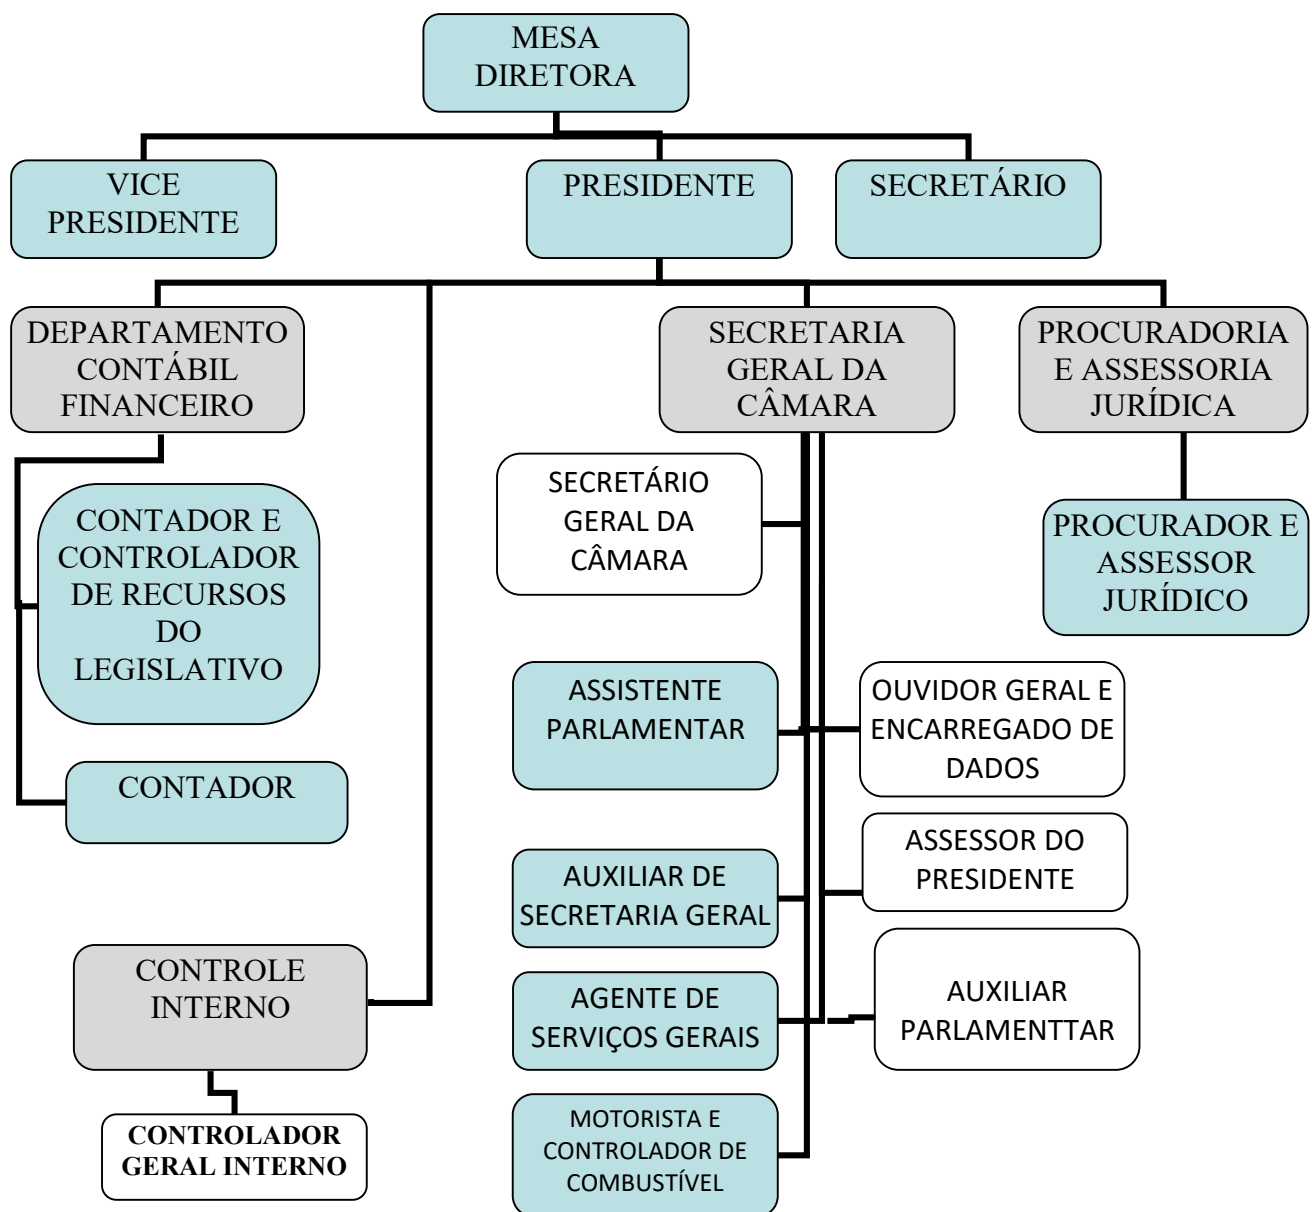 MESA
DIRETORA
VICE
PRESIDENTE
PRESIDENTE
SECRETÁRIO
DEPARTAMENTO
CONTÁBIL
FINANCEIRO
SECRETARIA
GERAL DA
CÂMARA
PROCURADORIA
E ASSESSORIA
JURÍDICA
CONTADOR E
CONTROLADOR
DE RECURSOS
DO
LEGISLATIVO
SECRETÁRIO
GERAL DA
CÂMARA
PROCURADOR E
ASSESSOR
JURÍDICO
ASSISTENTE
PARLAMENTAR
OUVIDOR GERAL E
ENCARREGADO DE
DADOS
CONTADOR
ASSESSOR DO
PRESIDENTE
AUXILIAR DE
SECRETARIA GERAL
CONTROLE
INTERNO
AGENTE DE
SERVIÇOS GERAIS
AUXILIAR
PARLAMENTTAR
CONTROLADOR
GERAL INTERNO
MOTORISTA E
CONTROLADOR DE
COMBUSTÍVEL